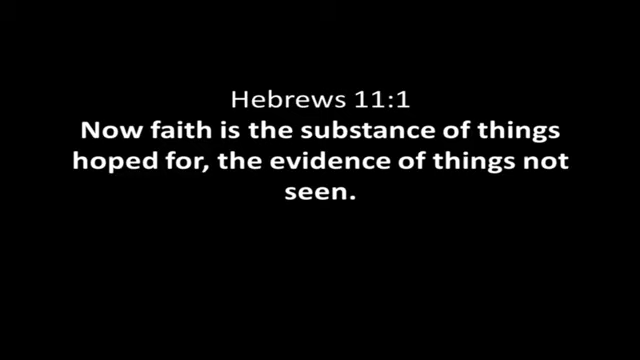 Hebrews 11:1
Now faith is the substance of things
hoped for, the evidence of things not
seen.